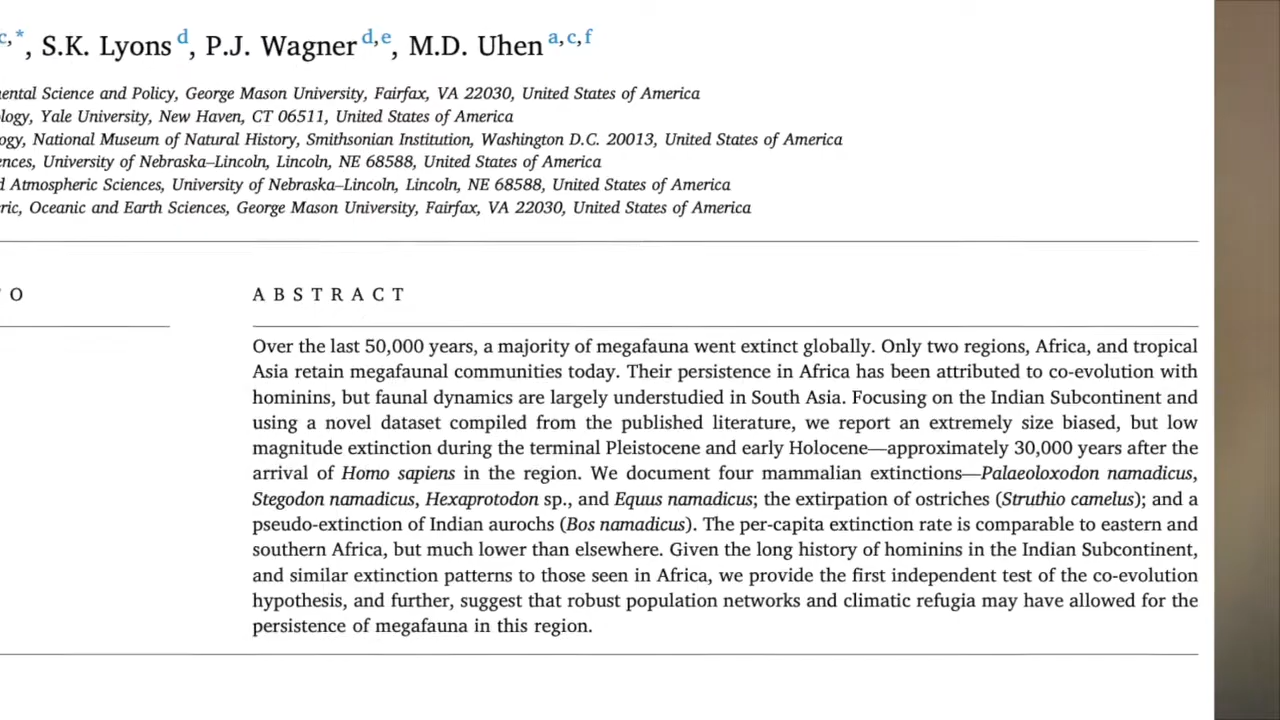 c,*, S.K. Lyons d, P.J. Wagner d,e, M.D. Uhen a,c,f
ental Science and Policy, George Mason University, Fairfax, VA 22030, United States of America
logy, Yale University, New Haven, CT 06511, United States of America
ogy, National Museum of Natural History, Smithsonian Institution, Washington D.C. 20013, United States of America
ences, University of Nebraska–Lincoln, Lincoln, NE 68588, United States of America
d Atmospheric Sciences, University of Nebraska–Lincoln, Lincoln, NE 68588, United States of America
ric, Oceanic and Earth Sciences, George Mason University, Fairfax, VA 22030, United States of America
O
ABSTRACT
Over the last 50,000 years, a majority of megafauna went extinct globally. Only two regions, Africa, and tropical
Asia retain megafaunal communities today. Their persistence in Africa has been attributed to co-evolution with
hominins, but faunal dynamics are largely understudied in South Asia. Focusing on the Indian Subcontinent and
using a novel dataset compiled from the published literature, we report an extremely size biased, but low
magnitude extinction during the terminal Pleistocene and early Holocene—approximately 30,000 years after the
arrival of Homo sapiens in the region. We document four mammalian extinctions—Palaeoloxodon namadicus,
Stegodon namadicus, Hexaprotodon sp., and Equus namadicus; the extirpation of ostriches (Struthio camelus); and a
pseudo-extinction of Indian aurochs (Bos namadicus). The per-capita extinction rate is comparable to eastern and
southern Africa, but much lower than elsewhere. Given the long history of hominins in the Indian Subcontinent,
and similar extinction patterns to those seen in Africa, we provide the first independent test of the co-evolution
hypothesis, and further, suggest that robust population networks and climatic refugia may have allowed for the
persistence of megafauna in this region.